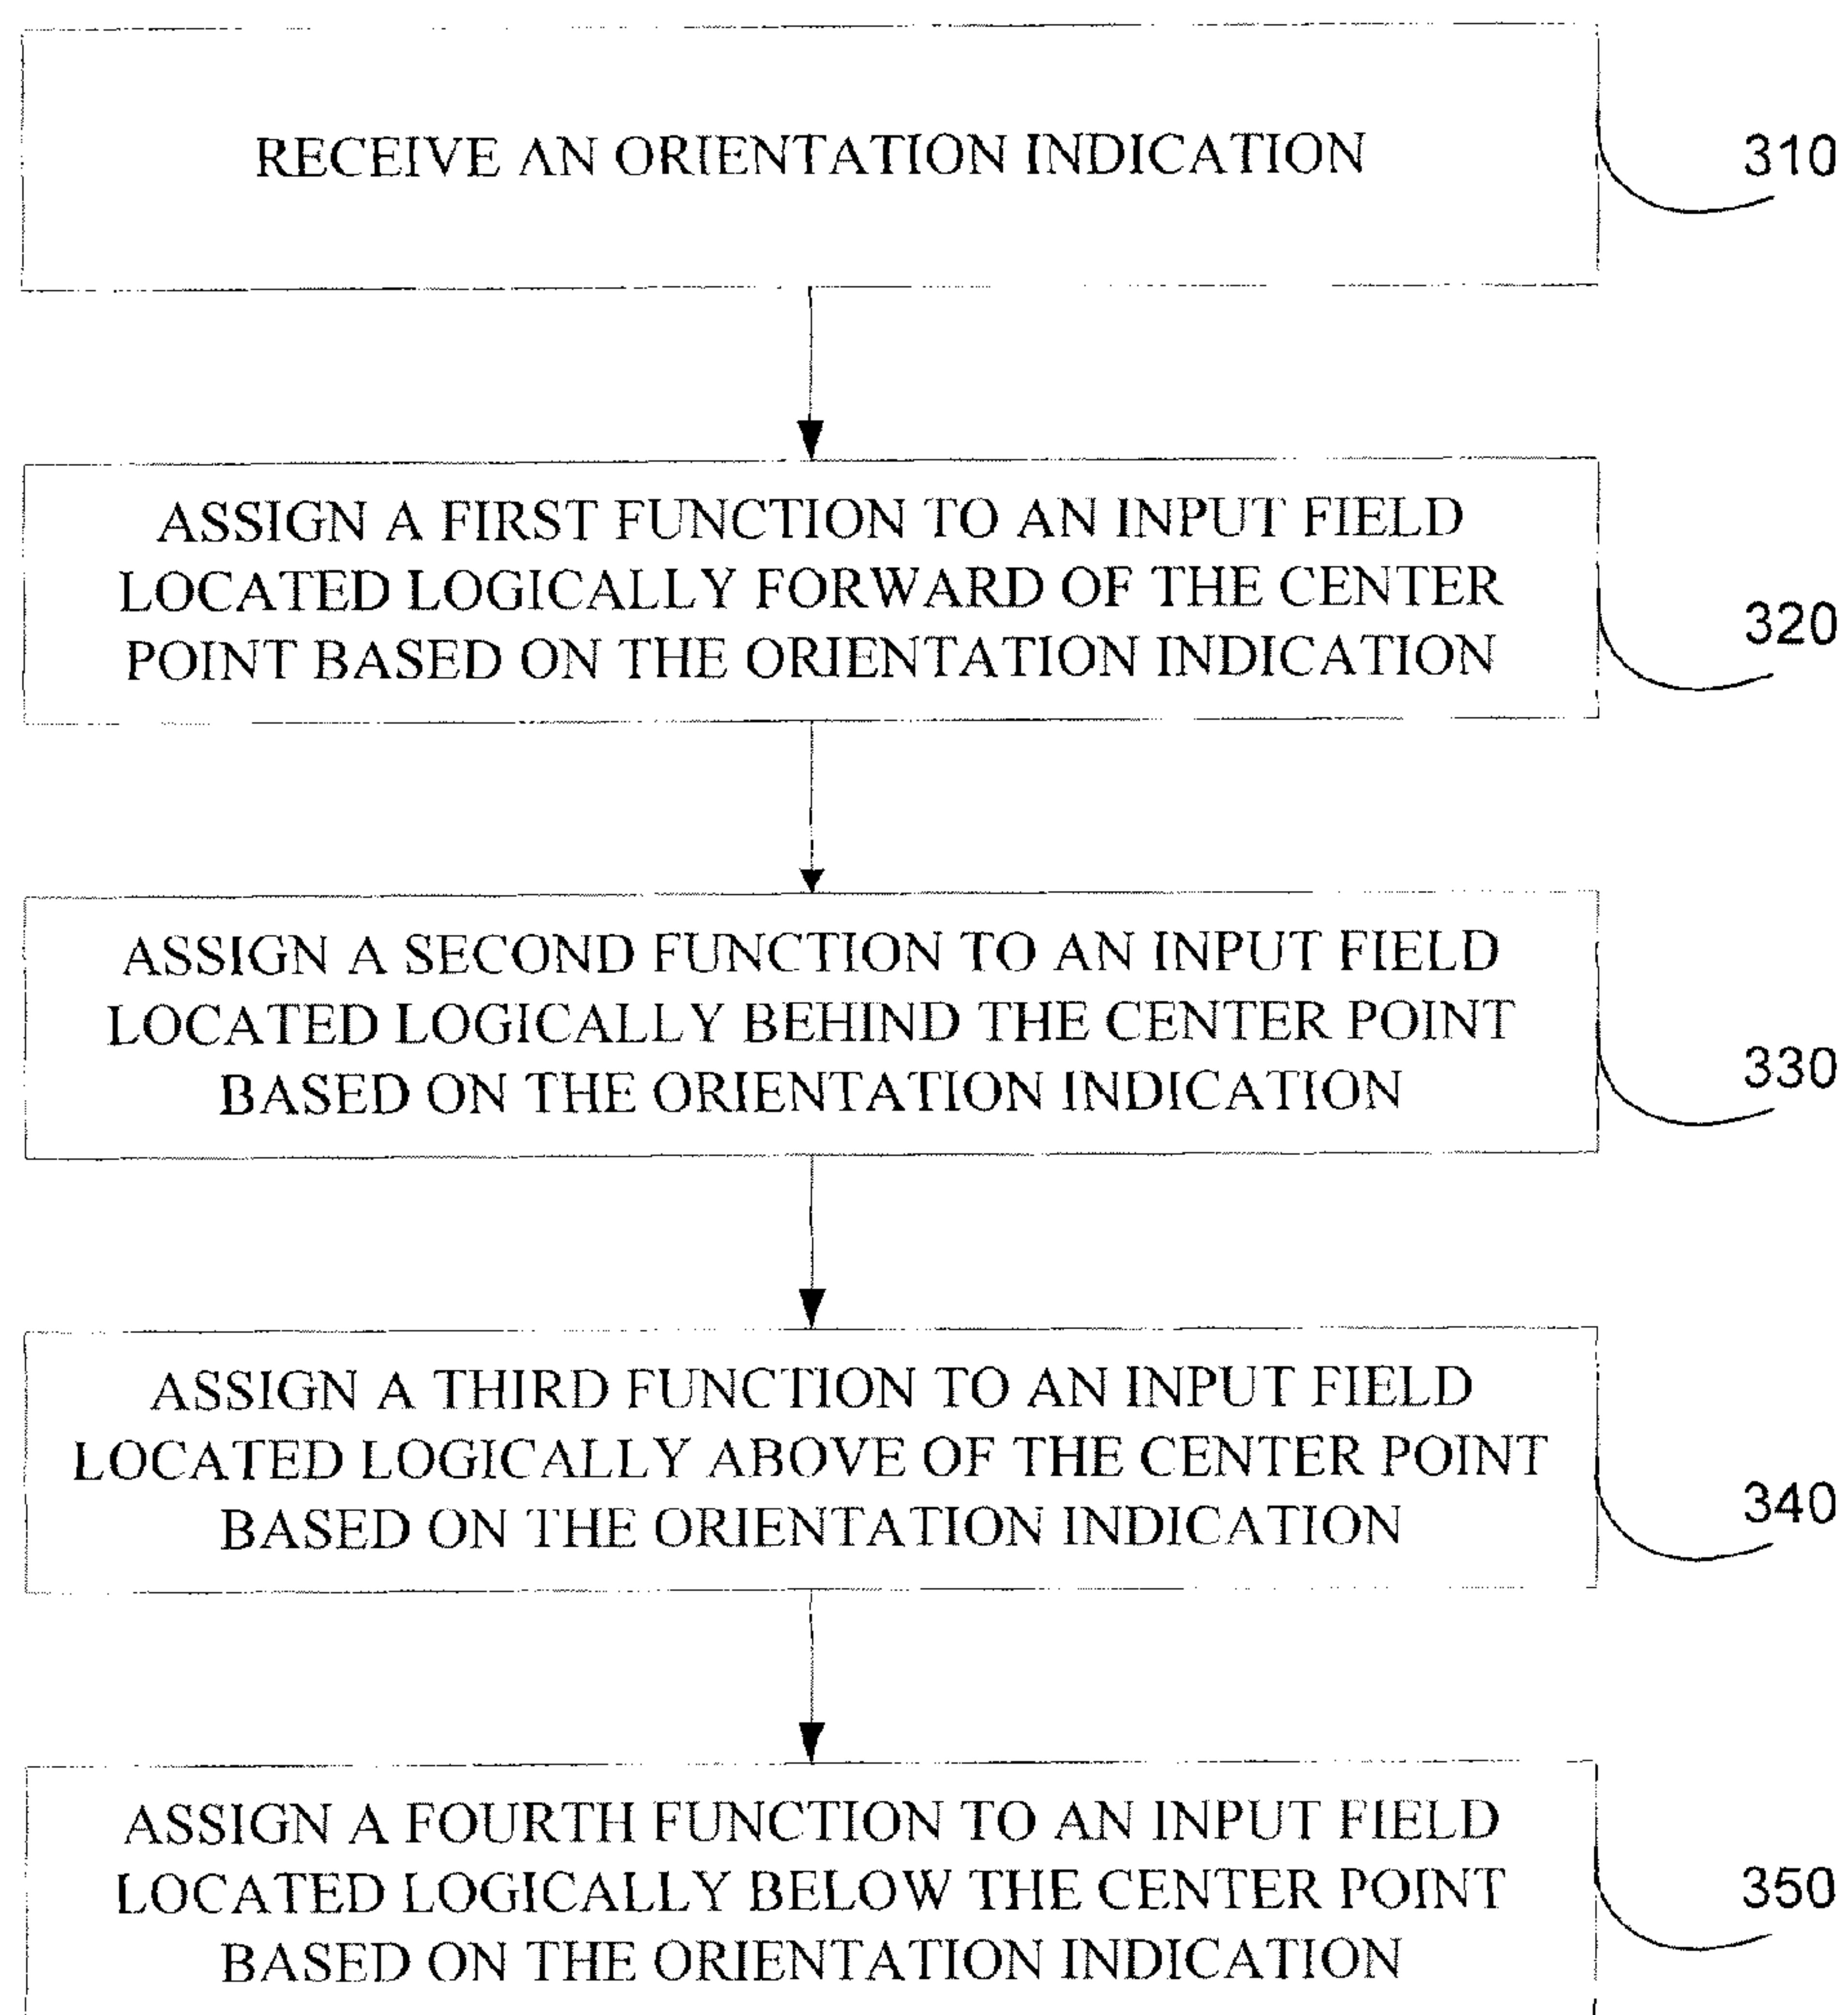 RECEIVE AN ORIENTATION INDICATION
310
ASSIGN A FIRST FUNCTION TO AN INPUT FIELD
LOCATED LOGICALLY FORWARD OF THE CENTER
POINT BASED ON THE ORIENTATION INDICATION
320
ASSIGN A SECOND FUNCTION TO AN INPUT FIELD
LOCATED LOGICALLY BEHIND THE CENTER POINT
BASED ON THE ORIENTATION INDICATION
330
ASSIGN A THIRD FUNCTION TO AN INPUT FIELD
LOCATED LOGICALLY ABOVE OF THE CENTER POINT
BASED ON THE ORIENTATION INDICATION
340
ASSIGN A FOURTH FUNCTION TO AN INPUT FIELD
LOCATED LOGICALLY BELOW THE CENTER POINT
BASED ON THE ORIENTATION INDICATION
350